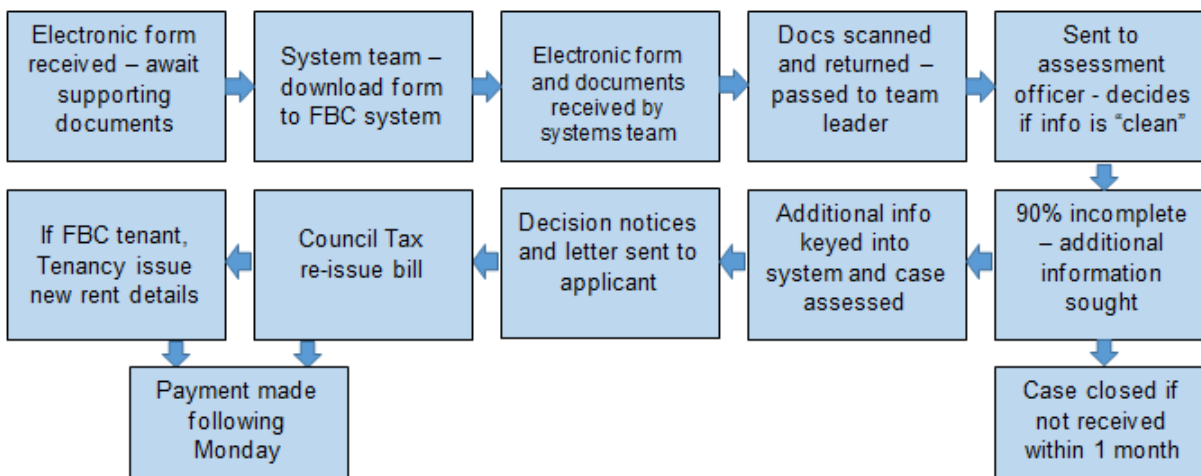 Electronic form
received – await
supporting
documents
System team –
download form
to FBC system
Electronic form
and documents
received by
systems team
Docs scanned
and returned –
passed to team
leader
Sent to
assessment
officer - decides
if info is “clean”
If FBC tenant,
Tenancy issue
new rent details
Council Tax
re-issue bill
Decision notices
and letter sent to
applicant
Additional info
keyed into
system and case
assessed
90% incomplete
– additional
information
sought
Payment made
following
Monday
Case closed if
not received
within 1 month